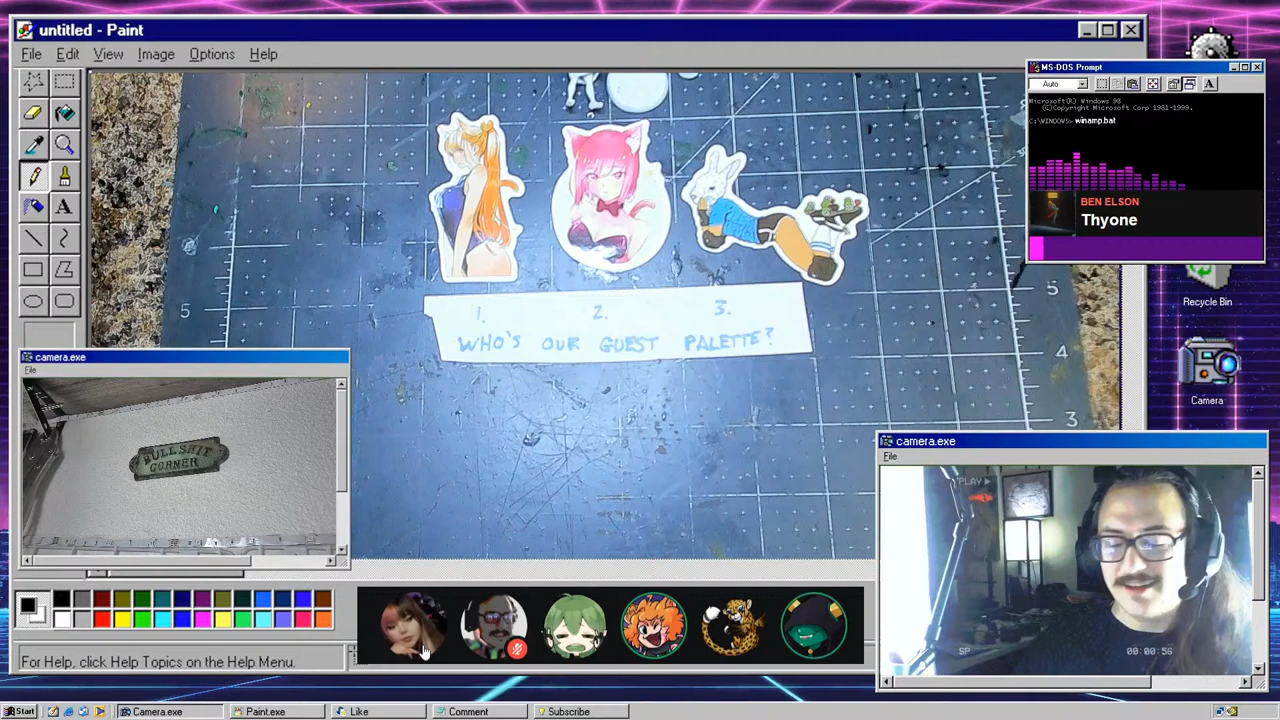 untitled - Paint
File Edit View Image Options Help
MS-DOS Prompt
Auto
Microsoft(R) Windows 98
(C)Copyright Microsoft Corp 1981-1999.
C:\WINDOWS> winamp.bat
BEN ELSON
Thyone
Recycle Bin
Camera
5
5
4
3
1. 2. 3.
WHO'S OUR GUEST PALETTE?
camera.exe
File
BULLSHIT
CORNER
camera.exe
File
PLAY
SP 00:00:56
For Help, click Help Topics on the Help Menu.
Start Camera.exe Paint.exe Like Comment Subscribe